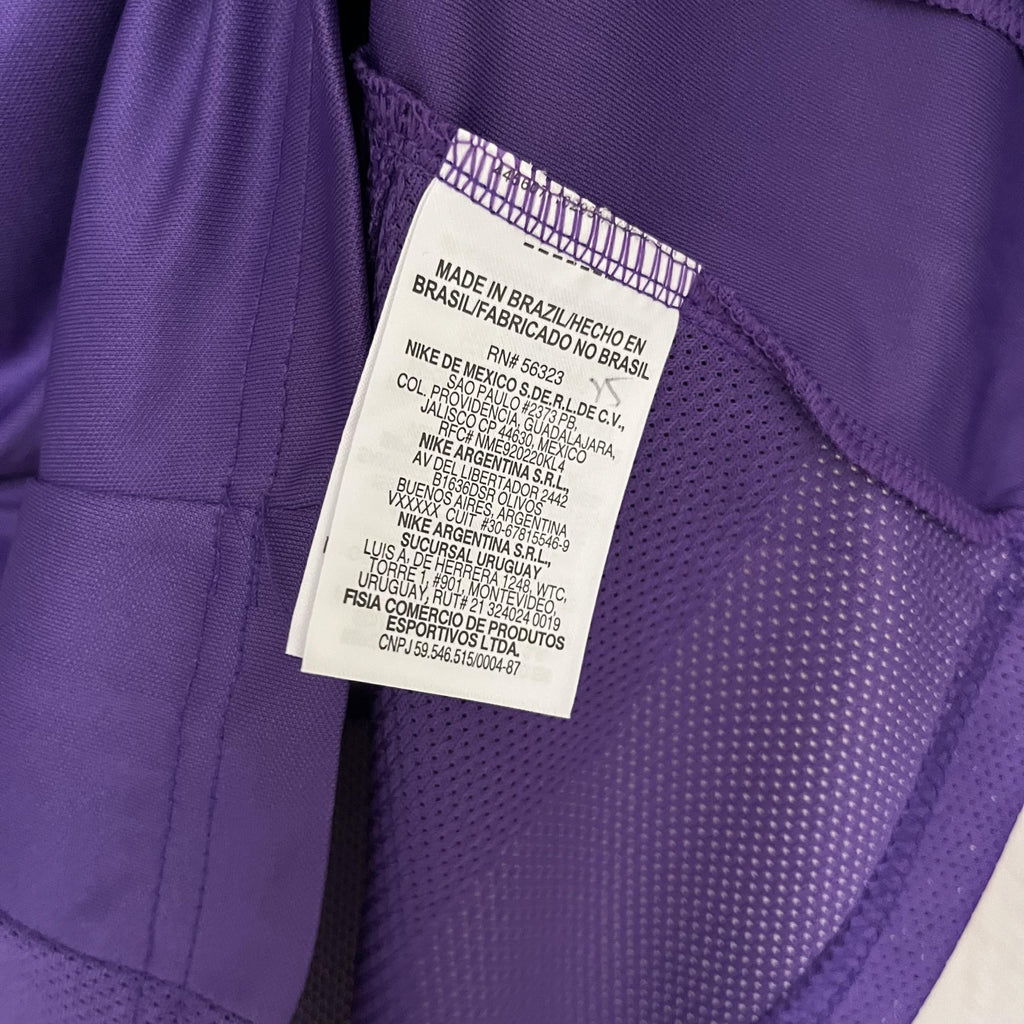 MADE IN BRAZIL/HECHO EN
BRASIL/FABRICADO NO BRASIL
RN# 56323
YS
NIKE DE MEXICO S.DE.R.L.DE C.V.,
SAO PAULO #2373 PB,
COL. PROVIDENCIA, GUADALAJARA,
JALISCO CP 44630, MEXICO
RFC# NME920220KL4
NIKE ARGENTINA S.R.L.,
AV DEL LIBERTADOR 2442
B1636DSR OLIVOS
BUENOS AIRES, ARGENTINA
VXXXXX CUIT #30-67815546-9
NIKE ARGENTINA S.R.L.,
SUCURSAL URUGUAY
LUIS A. DE HERRERA 1248, WTC,
TORRE 1, #901, MONTEVIDEO,
URUGUAY, RUT# 21 324024 0019
FISIA COMERCIO DE PRODUTOS
ESPORTIVOS LTDA.
CNPJ 59.546.515/0004-87